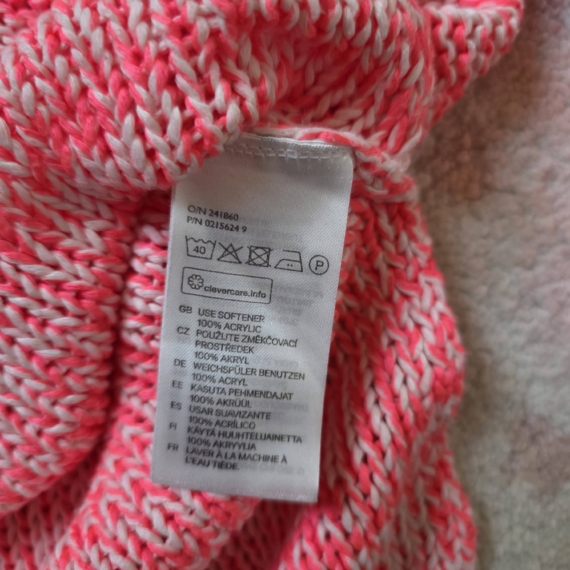 O/N 241860
P/N 0215624 9
40 P
clevercare.info
GB USE SOFTENER
100% ACRYLIC
CZ POUŽIJTE ZMĚKČOVACÍ
PROSTŘEDEK
100% AKRYL
DE WEICHSPÜLER BENUTZEN
100% ACRYL
EE KASUTA PEHMENDAJAT
100% AKRÜÜL
ES USAR SUAVIZANTE
100% ACRÍLICO
FI KÄYTÄ HUUHTELUAINETTA
100% AKRYYLIA
FR LAVER À LA MACHINE À
L'EAU TIÈDE.